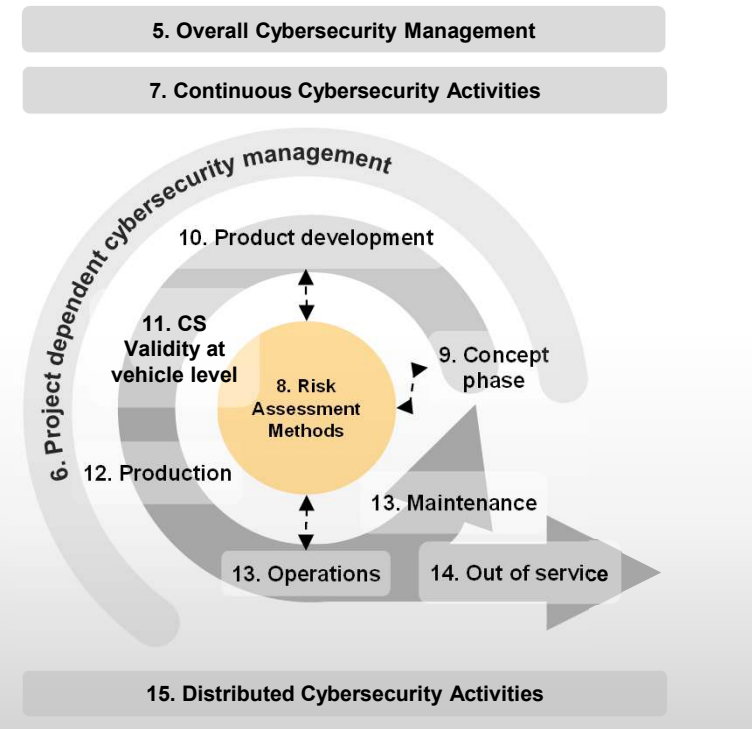 5. Overall Cybersecurity Management
7. Continuous Cybersecurity Activities
6. Project dependent cybersecurity management
10. Product development
11. CS
Validity at
vehicle level
9. Concept
phase
8. Risk
Assessment
Methods
12. Production
13. Maintenance
13. Operations
14. Out of service
15. Distributed Cybersecurity Activities